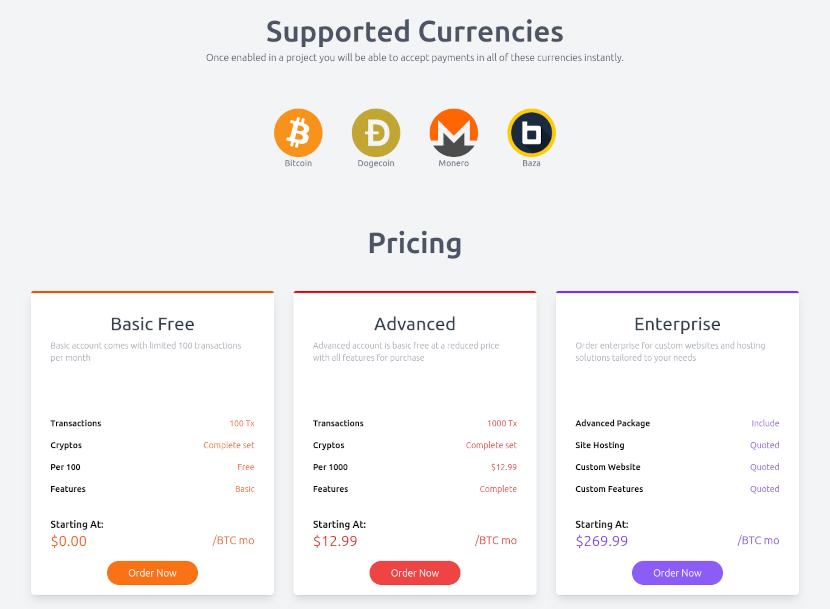 Supported Currencies
Once enabled in a project you will be able to accept payments in all of these currencies instantly.
Bitcoin
Dogecoin
Monero
Baza
Pricing
Basic Free
Basic account comes with limited 100 transactions
per month
Transactions 100 Tx
Cryptos Complete set
Per 100 Free
Features Basic
Starting At:
$0.00 /BTC mo
Order Now
Advanced
Advanced account is basic free at a reduced price
with all features for purchase
Transactions 1000 Tx
Cryptos Complete set
Per 1000 $12.99
Features Complete
Starting At:
$12.99 /BTC mo
Order Now
Enterprise
Order enterprise for custom websites and hosting
solutions tailored to your needs
Advanced Package Include
Site Hosting Quoted
Custom Website Quoted
Custom Features Quoted
Starting At:
$269.99 /BTC mo
Order Now